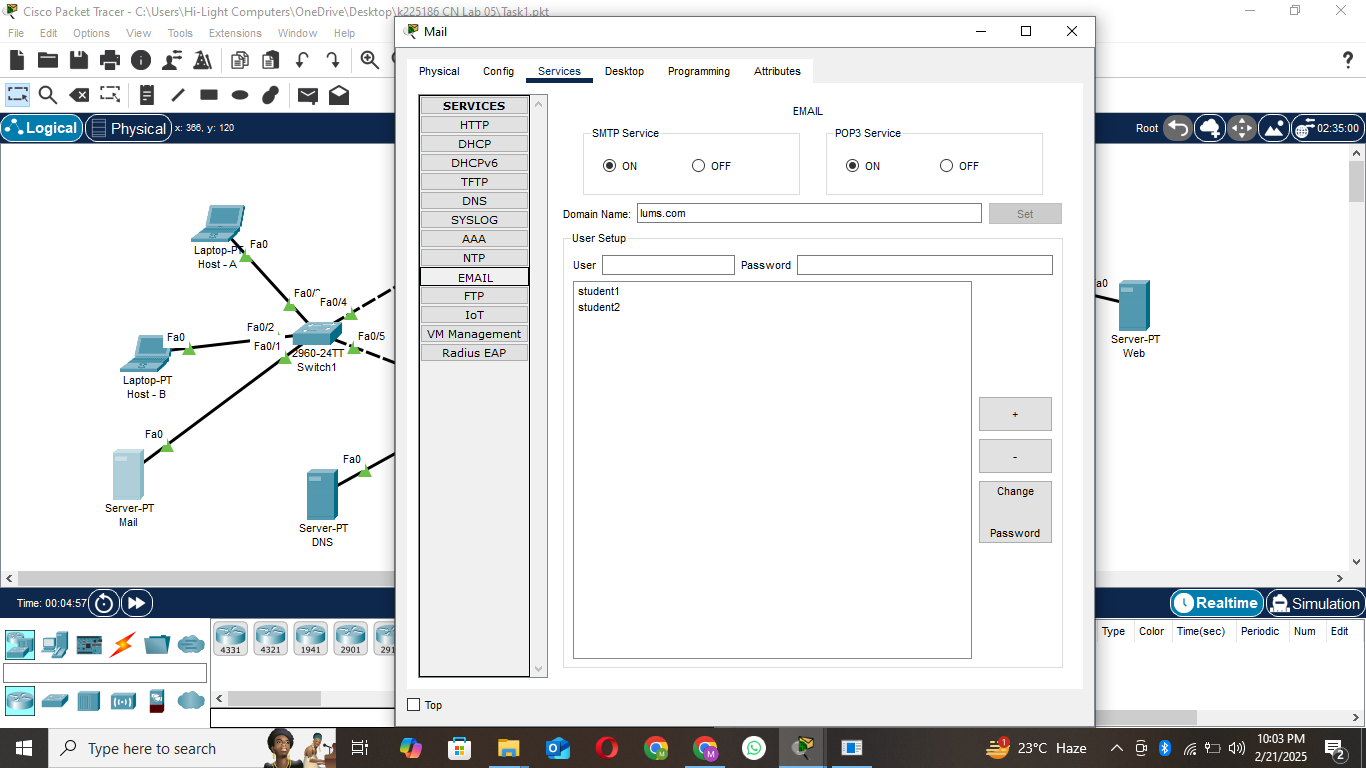 Cisco Packet Tracer - C:\Users\Hi-Light Computers\OneDrive\Desktop\k225186 CN Lab 05\Task1.pkt
File Edit Options View Tools Extensions Window Help
Mail
Physical Config Services Desktop Programming Attributes
Logical Physical x: 366, y: 120
Root 02:35:00
SERVICES
HTTP
DHCP
DHCPv6
TFTP
DNS
SYSLOG
AAA
NTP
EMAIL
FTP
IoT
VM Management
Radius EAP
EMAIL
SMTP Service
ON OFF
POP3 Service
ON OFF
Domain Name: lums.com Set
User Setup
User Password
student1
student2
+
-
Change
Password
Top
Fa0
Laptop-PT
Host - A
Fa0/4
Fa0/2
Fa0/5
Fa0/1
2960-24TT
Switch1
Fa0
Laptop-PT
Host - B
Fa0
Server-PT
Mail
Fa0
Server-PT
DNS
a0
Server-PT
Web
Time: 00:04:57
Realtime Simulation
4331 4321 1941 2901 291
Type Color Time(sec) Periodic Num Edit
Type here to search
1
23°C Haze
10:03 PM
2/21/2025
2